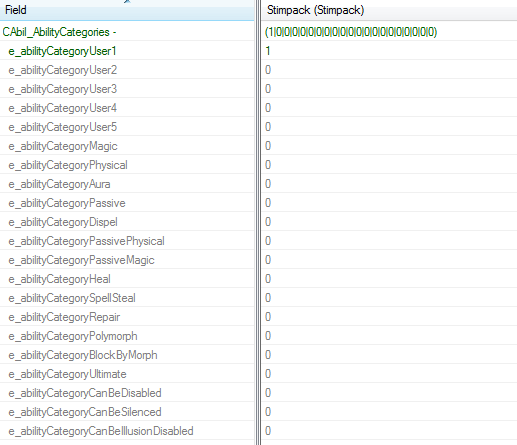 Field Stimpack (Stimpack)
CAbil_AbilityCategories - (1|0|0|0|0|0|0|0|0|0|0|0|0|0|0|0|0|0|0|0|0)
e_abilityCategoryUser1 1
e_abilityCategoryUser2 0
e_abilityCategoryUser3 0
e_abilityCategoryUser4 0
e_abilityCategoryUser5 0
e_abilityCategoryMagic 0
e_abilityCategoryPhysical 0
e_abilityCategoryAura 0
e_abilityCategoryPassive 0
e_abilityCategoryDispel 0
e_abilityCategoryPassivePhysical 0
e_abilityCategoryPassiveMagic 0
e_abilityCategoryHeal 0
e_abilityCategorySpellSteal 0
e_abilityCategoryRepair 0
e_abilityCategoryPolymorph 0
e_abilityCategoryBlockByMorph 0
e_abilityCategoryUltimate 0
e_abilityCategoryCanBeDisabled 0
e_abilityCategoryCanBeSilenced 0
e_abilityCategoryCanBeIllusionDisabled 0